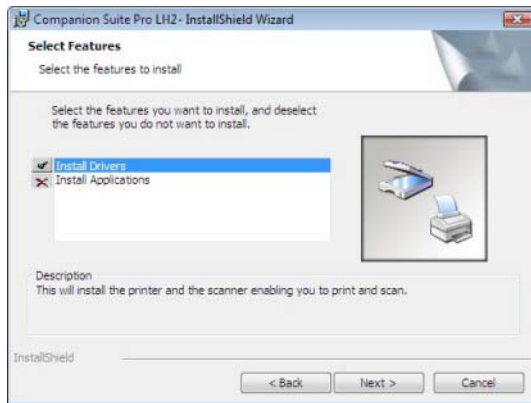 Companion Suite Pro LH2- InstallShield Wizard
Select Features
Select the features to install
Select the features you want to install, and deselect
the features you do not want to install.
Install Drivers
Install Applications
Description
This will install the printer and the scanner enabling you to print and scan.
InstallShield
< Back
Next >
Cancel